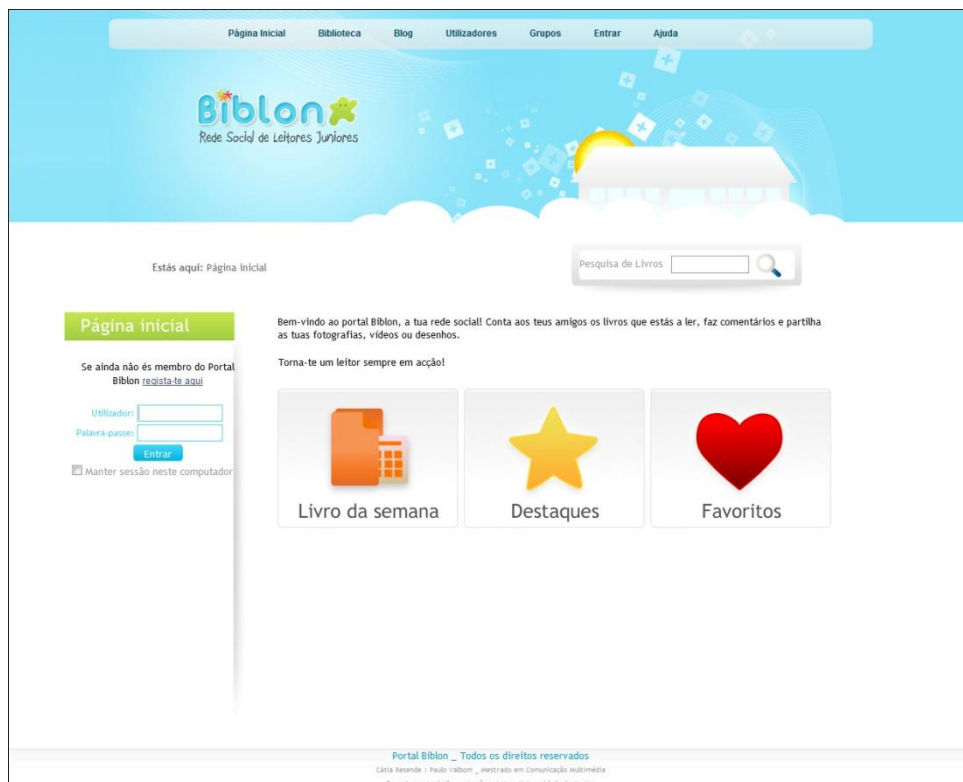 Página Inicial Biblioteca Blog Utilizadores Grupos Entrar Ajuda
Biblon
Rede Social de Leitores Juniores
Estás aqui: Página inicial
Pesquisa de Livros
Página inicial
Se ainda não és membro do Portal
Biblon regista-te aqui
Utilizador:
Palavra-passe:
Entrar
Manter sessão neste computador
Bem-vindo ao portal Biblon, a tua rede social! Conta aos teus amigos os livros que estás a ler, faz comentários e partilha
as tuas fotografias, vídeos ou desenhos.
Torna-te um leitor sempre em acção!
Livro da semana
Destaques
Favoritos
Portal Biblon _ Todos os direitos reservados
Cátia Resende | Paulo Valbom _ Mestrado em Comunicação Multimédia